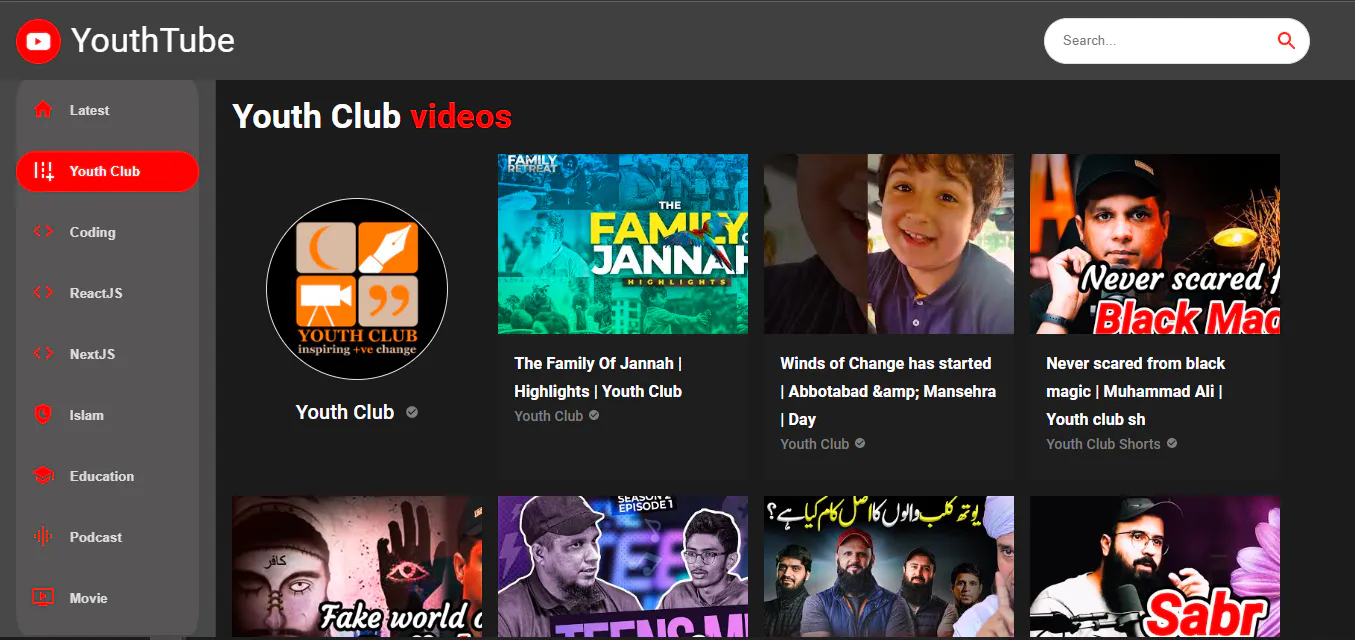 YouthTube
Search...
Latest
Youth Club
Coding
ReactJS
NextJS
Islam
Education
Podcast
Movie
Youth Club videos
YOUTH CLUB
inspiring +ve change
Youth Club
FAMILY
RETREAT
THE
FAMILY
JANNAH
HIGHLIGHTS
The Family Of Jannah |
Highlights | Youth Club
Youth Club
Winds of Change has started
| Abbotabad &amp; Mansehra
| Day
Youth Club
Never scared f
Black Mag
Never scared from black
magic | Muhammad Ali |
Youth club sh
Youth Club Shorts
کافر
Fake world o
SEASON 2
EPISODE 1
TEENS M
یوتھ کلب والوں کا اصل کام کیا ہے؟
Sabr